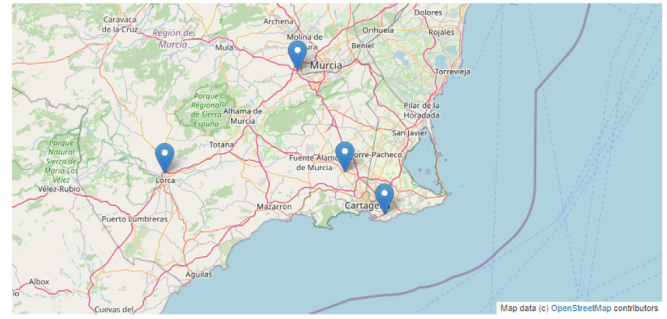 Caravaca
de la Cruz
Región de
Murcia
Mula
Archena
Molina de
ura
Orihuela
Beniel
Dolores
Rojales
Murcia
Torrevieja
Parque
Regional
de Sierra
Espuña
Alhama de
Murcia
Pilar de la
Horadada
San Javier
Parque
Natural
Sierra de
María-Los
Vélez
Vélez-Rubio
Totana
Fuente Álamo
de Murcia
orre-Pacheco
Lorca
Puerto Lumbreras
Mazarrón
Cartage
Águilas
Albox
Cuevas del
Map data (c) OpenStreetMap contributors